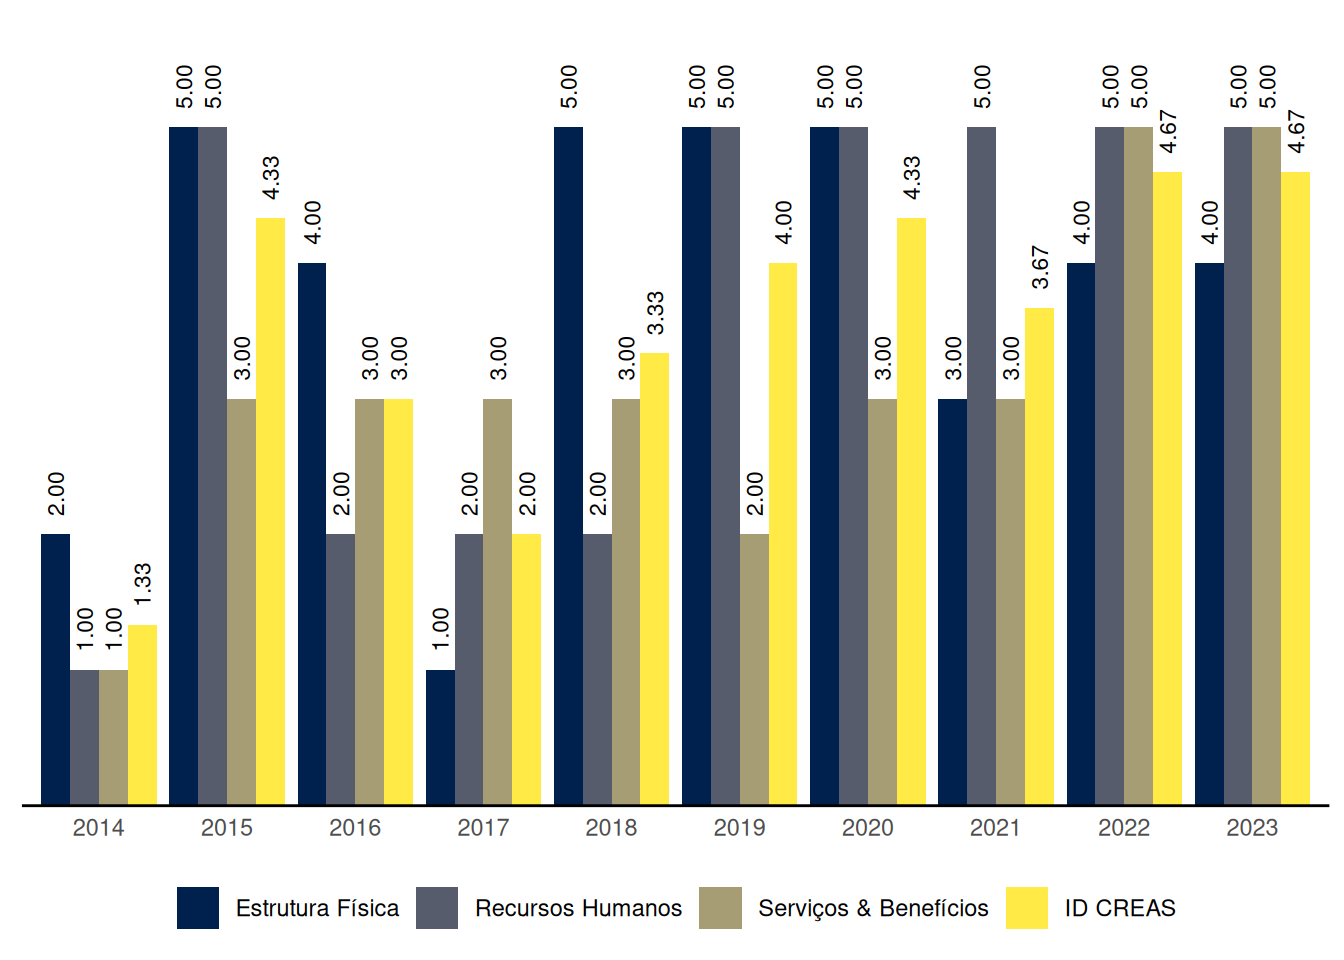 5.00 5.00 5.00 5.00 5.00 5.00 5.00 5.00 5.00 5.00 5.00 5.00
4.67 4.67
4.33 4.33
4.00 4.00 4.00 4.00
3.67
3.33
3.00 3.00 3.00 3.00 3.00 3.00 3.00 3.00
2.00 2.00 2.00 2.00 2.00 2.00
1.33
1.00 1.00 1.00
2014 2015 2016 2017 2018 2019 2020 2021 2022 2023
Estrutura Física Recursos Humanos Serviços & Benefícios ID CREAS